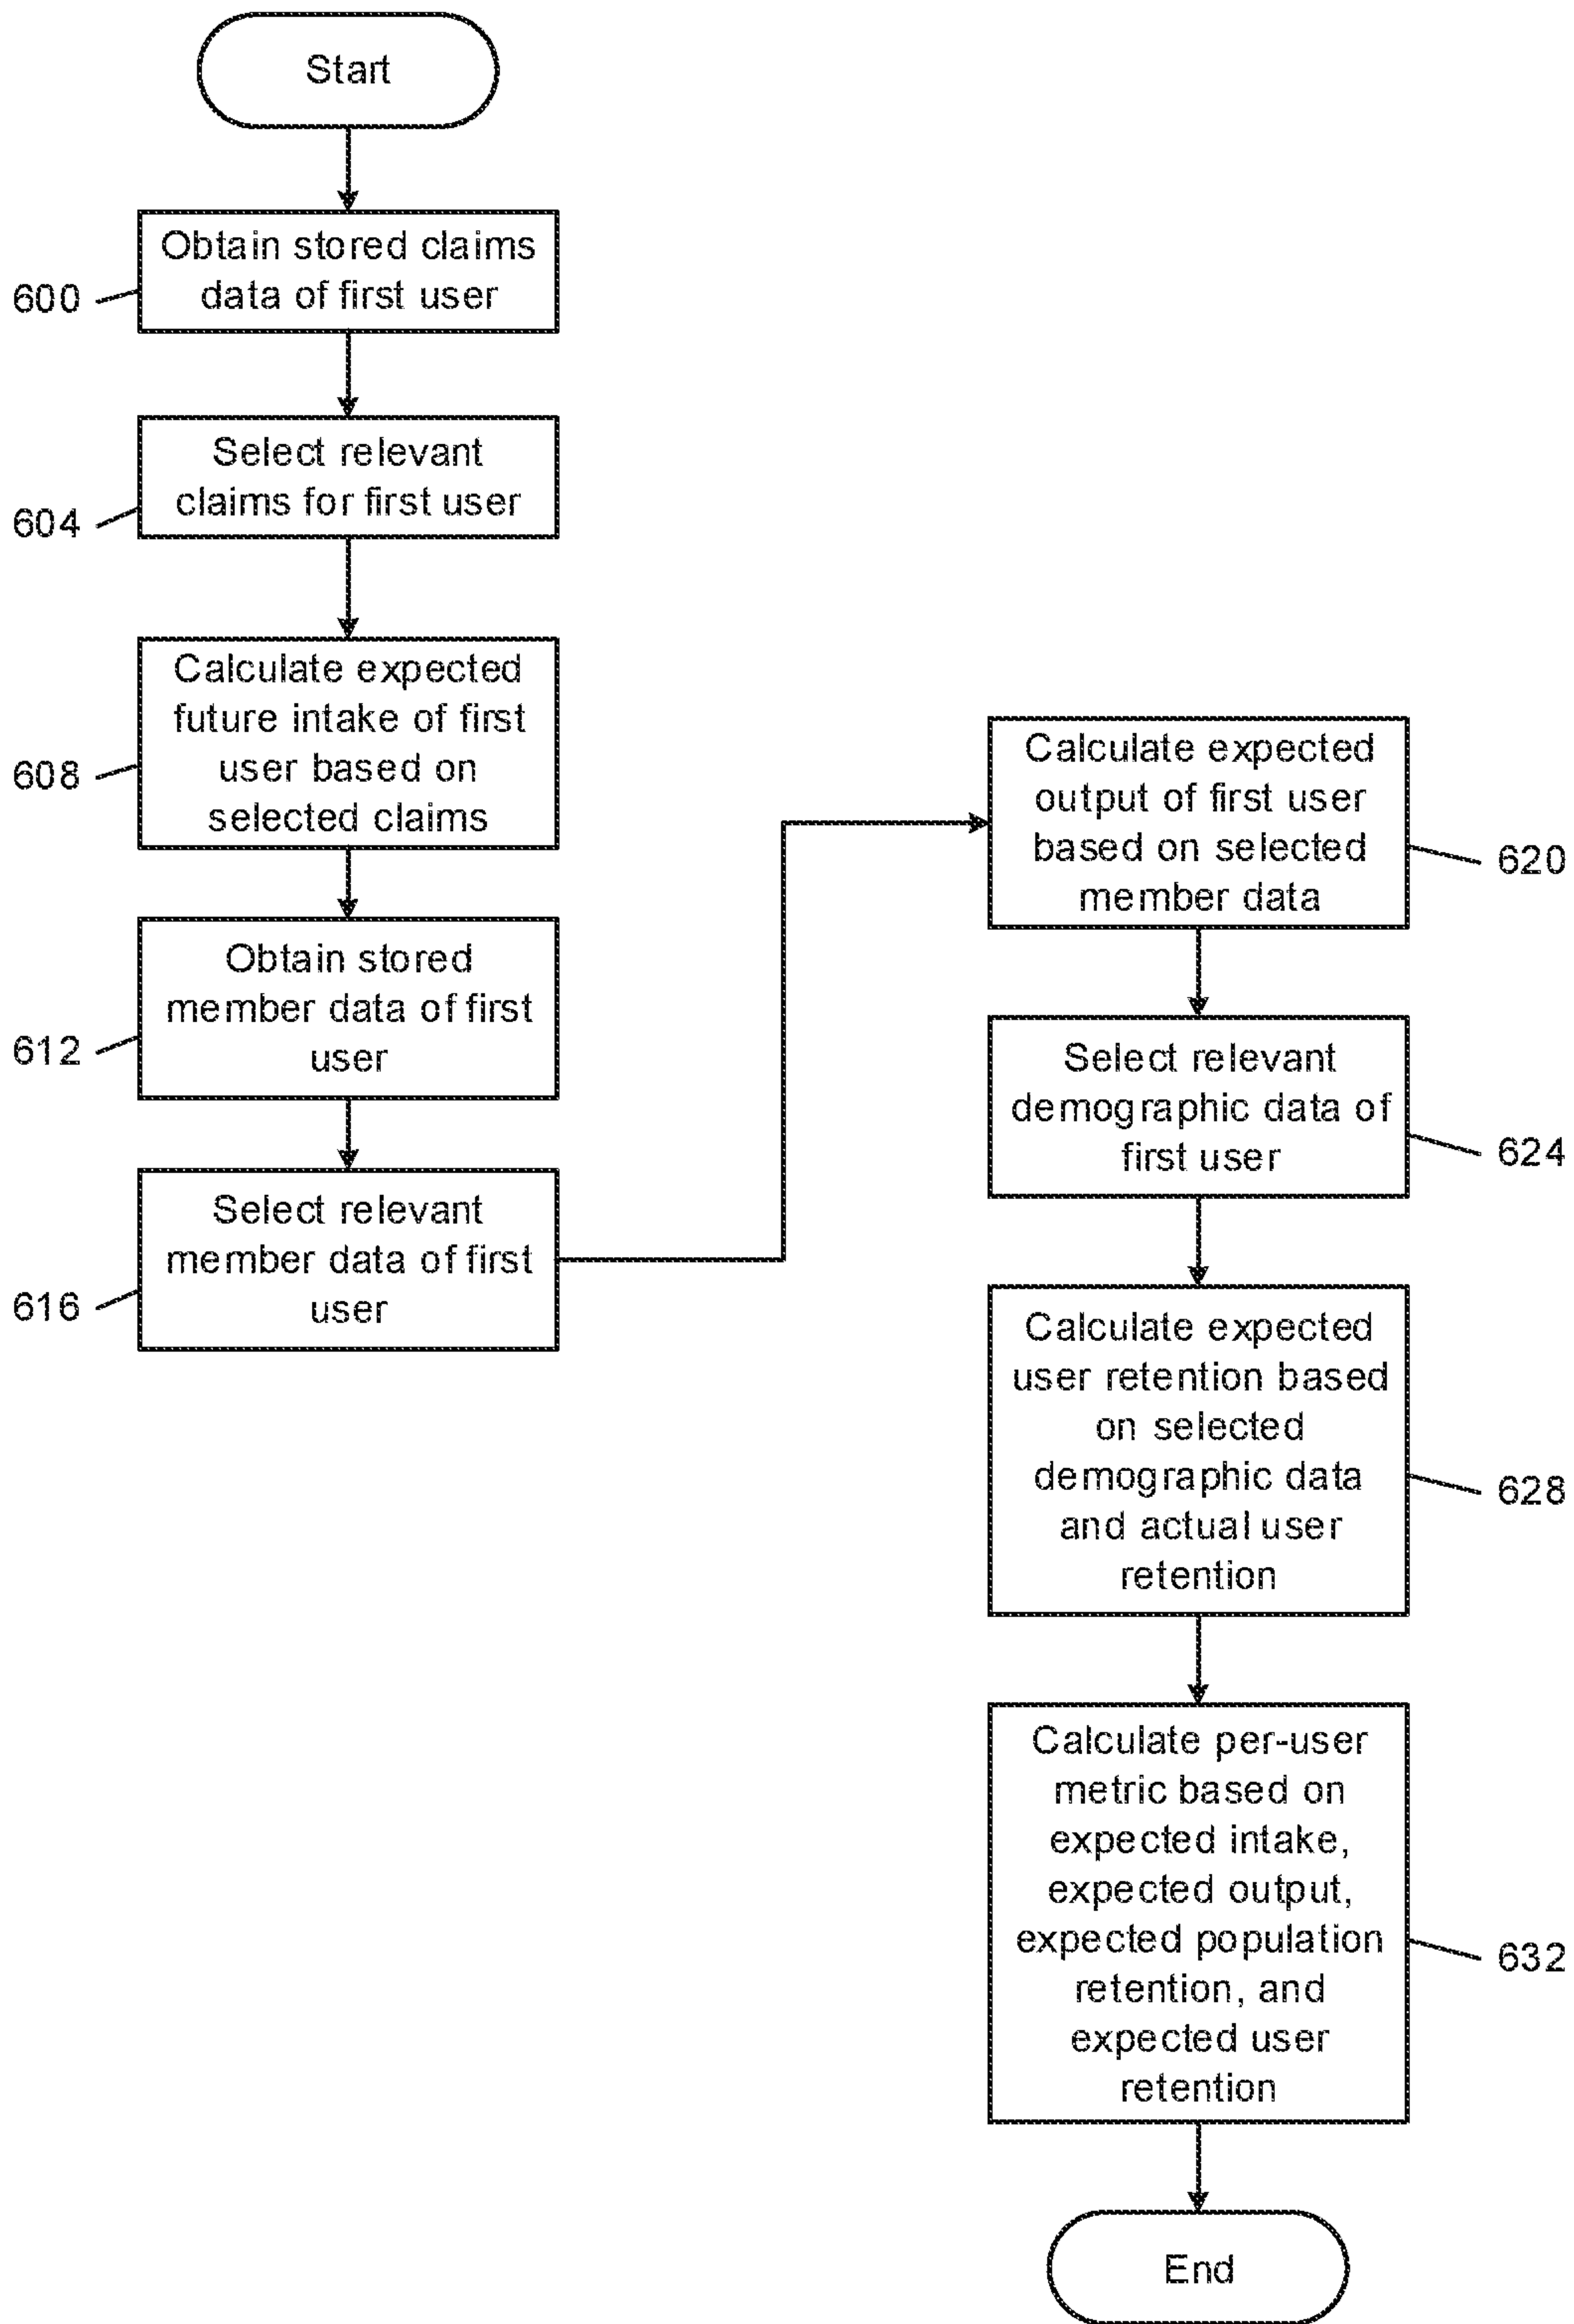 Start
600
Obtain stored claims
data of first user
604
Select relevant
claims for first user
608
Calculate expected
future intake of first
user based on
selected claims
612
Obtain stored
member data of first
user
616
Select relevant
member data of first
user
Calculate expected
output of first user
based on selected
member data
620
Select relevant
demographic data of
first user
624
Calculate expected
user retention based
on selected
demographic data
and actual user
retention
628
Calculate per-user
metric based on
expected intake,
expected output,
expected population
retention, and
expected user
retention
632
End